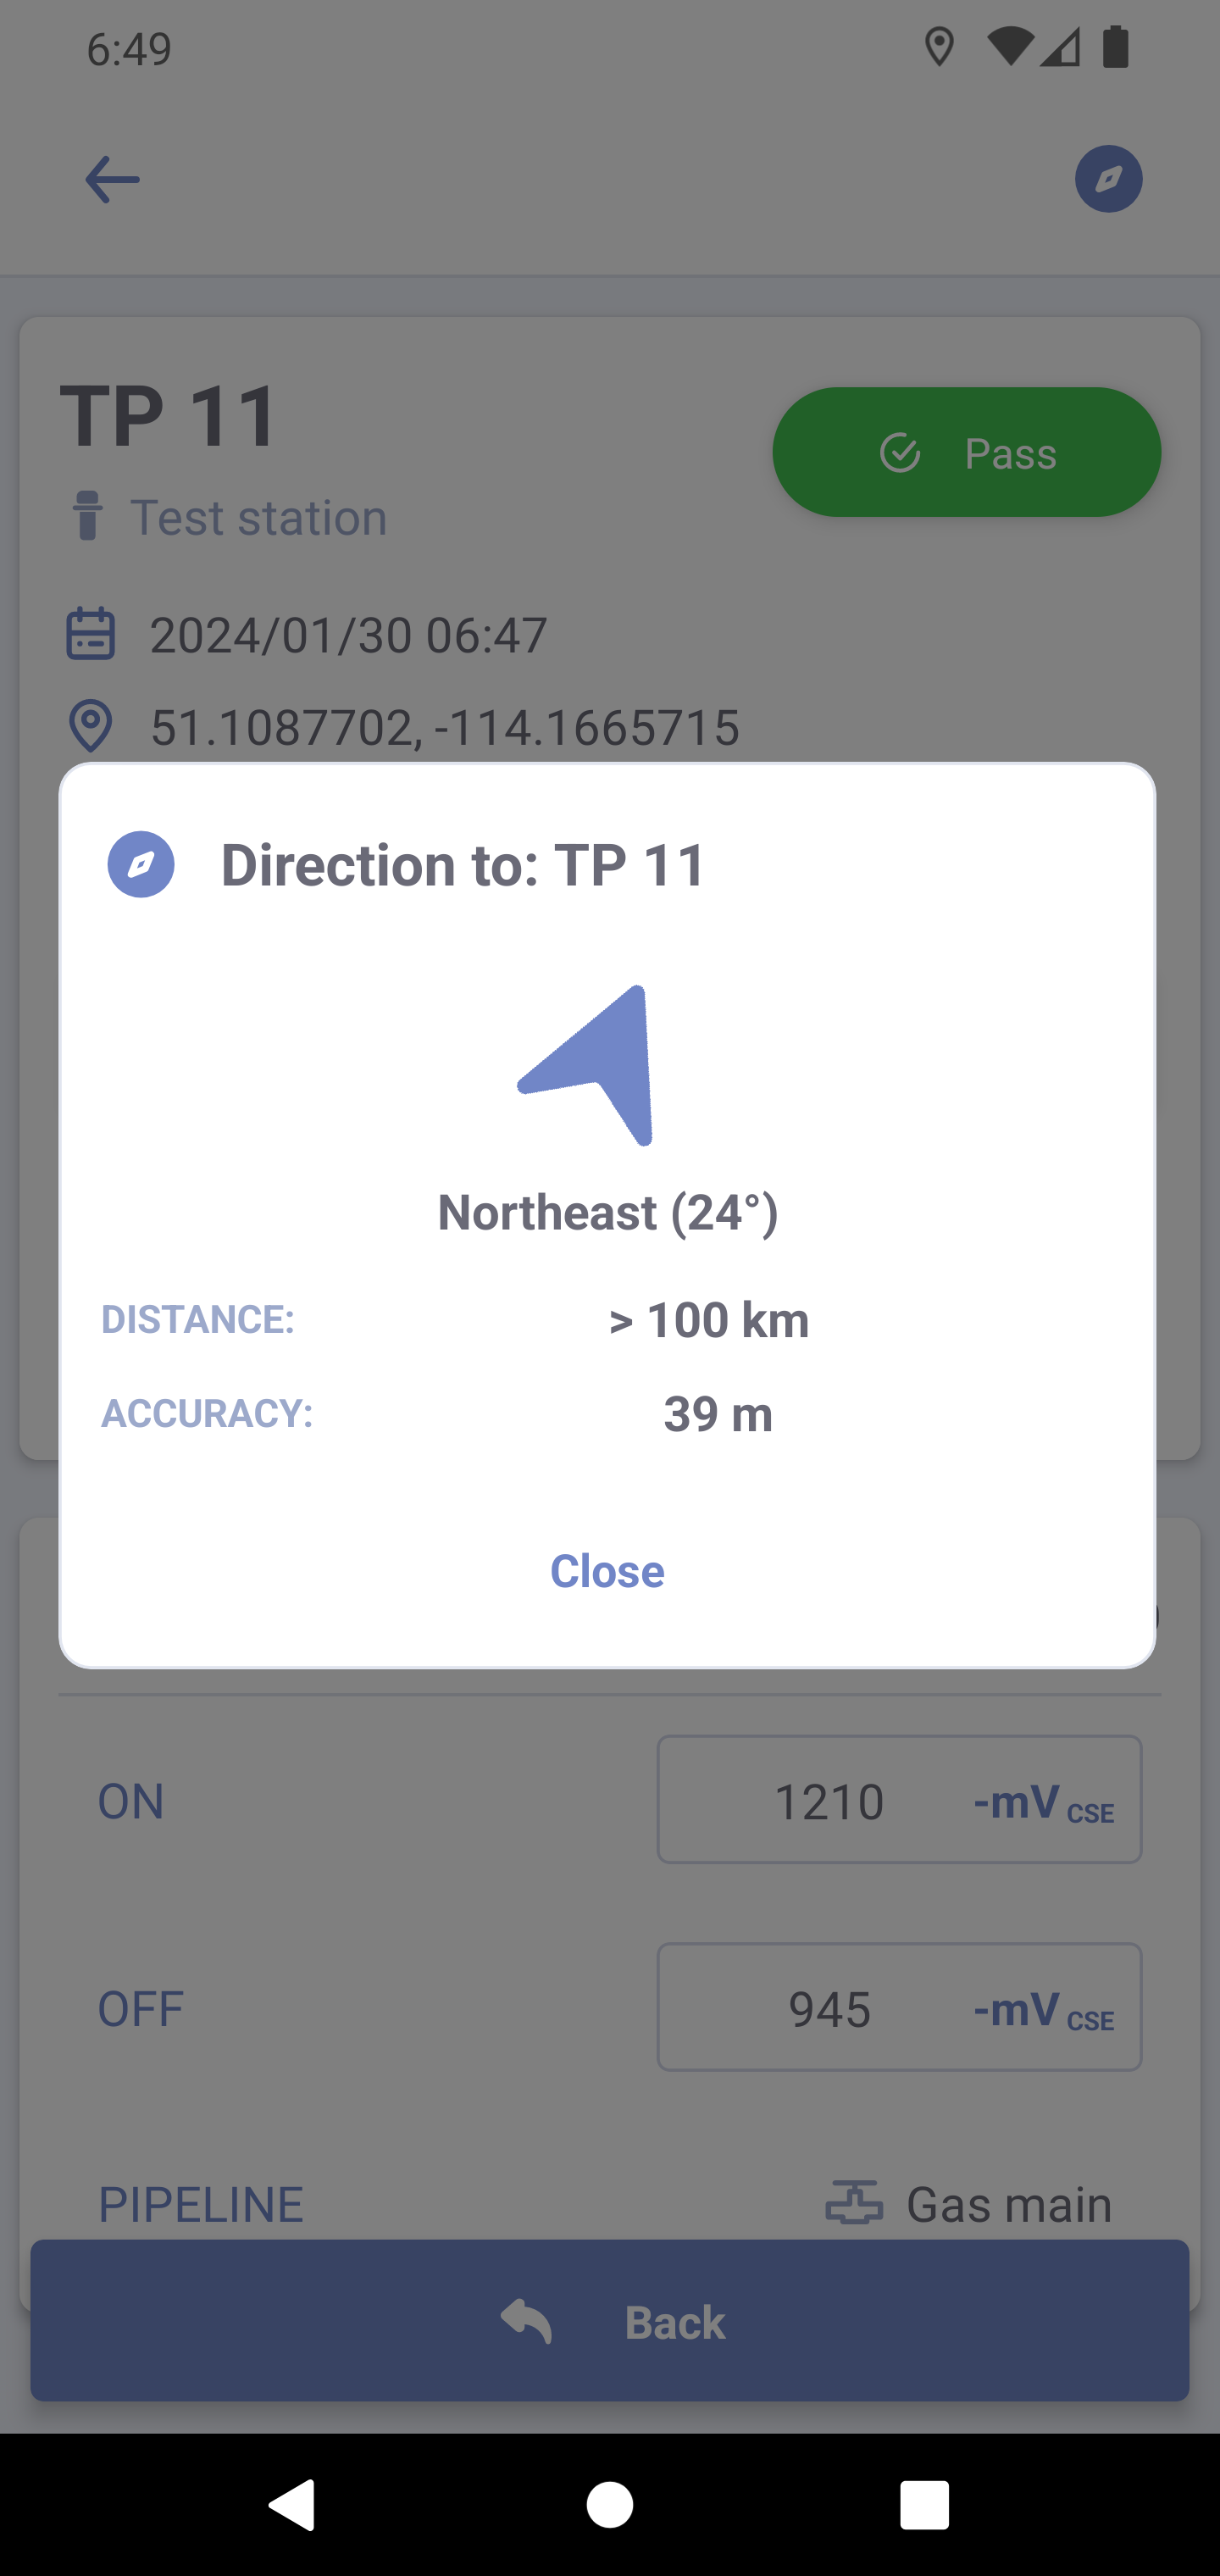 6:49
TP 11
Pass
Test station
2024/01/30 06:47
51.1087702, -114.1665715
Direction to: TP 11
Northeast (24°)
DISTANCE: > 100 km
ACCURACY: 39 m
Close
ON 1210 -mV CSE
OFF 945 -mV CSE
PIPELINE Gas main
Back